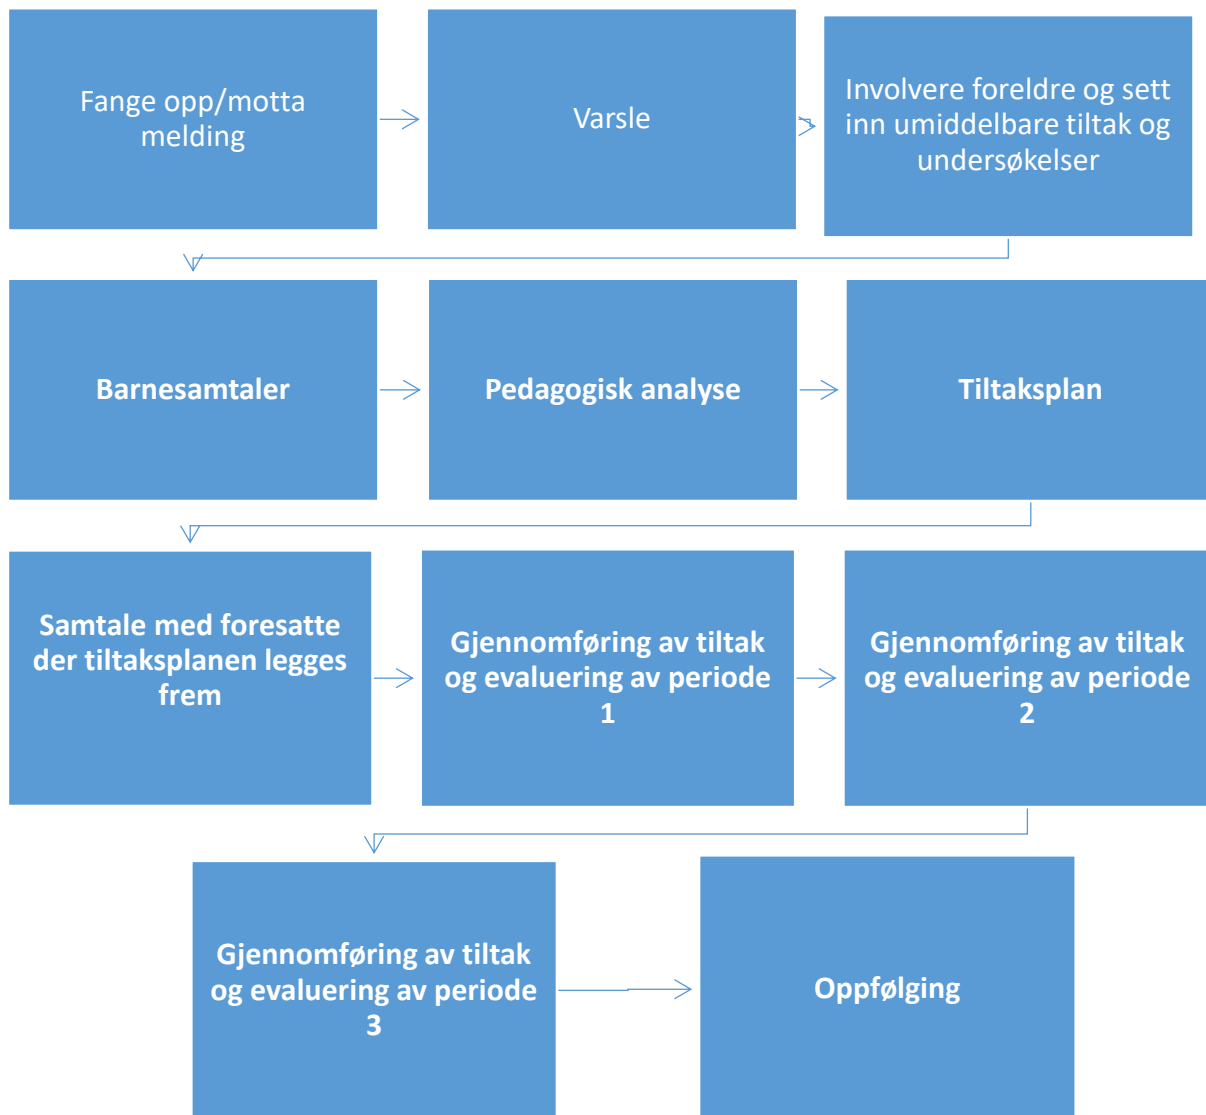 Fange opp/motta
melding
Varsle
Involvere foreldre og sett
inn umiddelbare tiltak og
undersøkelser
Barnesamtaler
Pedagogisk analyse
Tiltaksplan
Samtale med foresatte
der tiltaksplanen legges
frem
Gjennomføring av tiltak
og evaluering av periode
1
Gjennomføring av tiltak
og evaluering av periode
2
Gjennomføring av tiltak
og evaluering av periode
3
Oppfølging